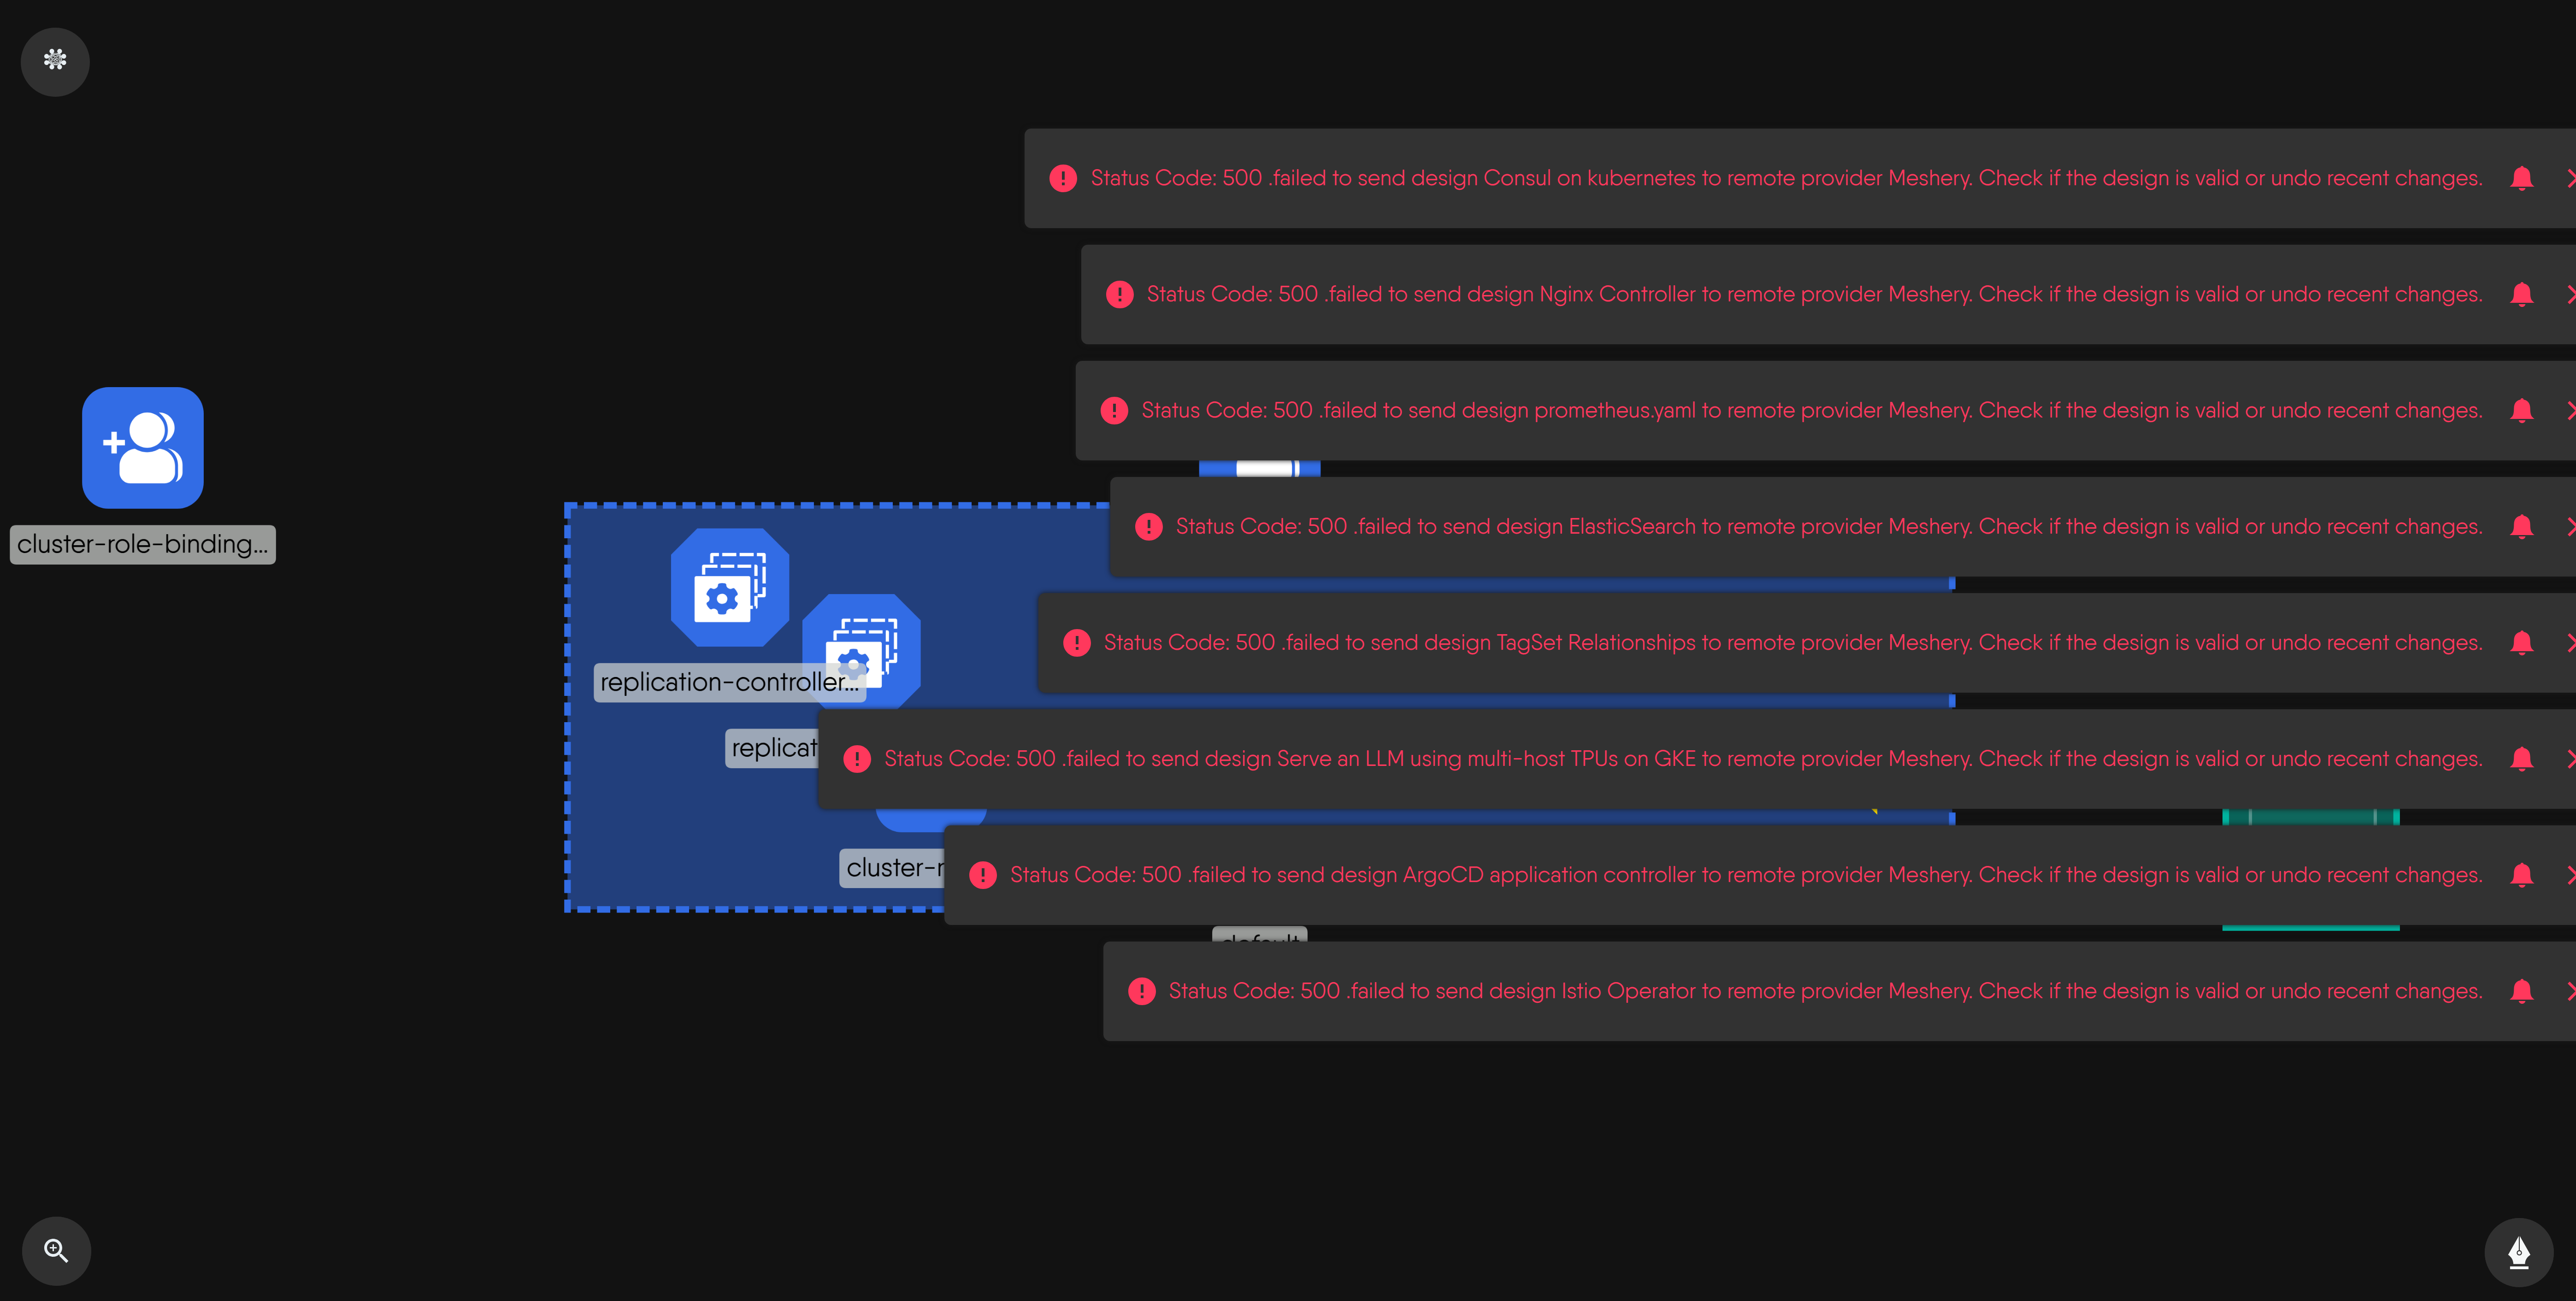 Status Code: 500 .failed to send design Consul on kubernetes to remote provider Meshery. Check if the design is valid or undo recent changes.
Status Code: 500 .failed to send design Nginx Controller to remote provider Meshery. Check if the design is valid or undo recent changes.
Status Code: 500 .failed to send design prometheus.yaml to remote provider Meshery. Check if the design is valid or undo recent changes.
Status Code: 500 .failed to send design ElasticSearch to remote provider Meshery. Check if the design is valid or undo recent changes.
cluster-role-binding...
Status Code: 500 .failed to send design TagSet Relationships to remote provider Meshery. Check if the design is valid or undo recent changes.
replication-controller...
replicat
Status Code: 500 .failed to send design Serve an LLM using multi-host TPUs on GKE to remote provider Meshery. Check if the design is valid or undo recent changes.
cluster-r
Status Code: 500 .failed to send design ArgoCD application controller to remote provider Meshery. Check if the design is valid or undo recent changes.
default
Status Code: 500 .failed to send design Istio Operator to remote provider Meshery. Check if the design is valid or undo recent changes.